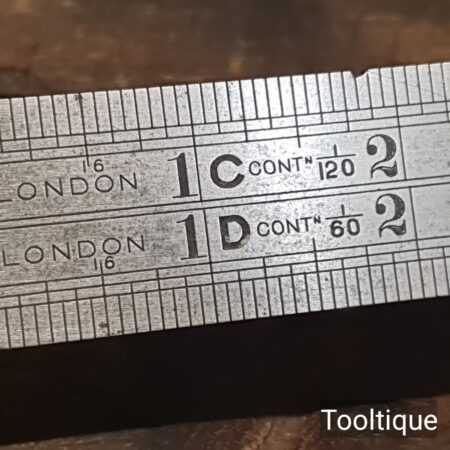 16
LONDON 1 C CONTᴺ 1/120 2
LONDON 1 D CONTᴺ 1/60 2
16
Tooltique